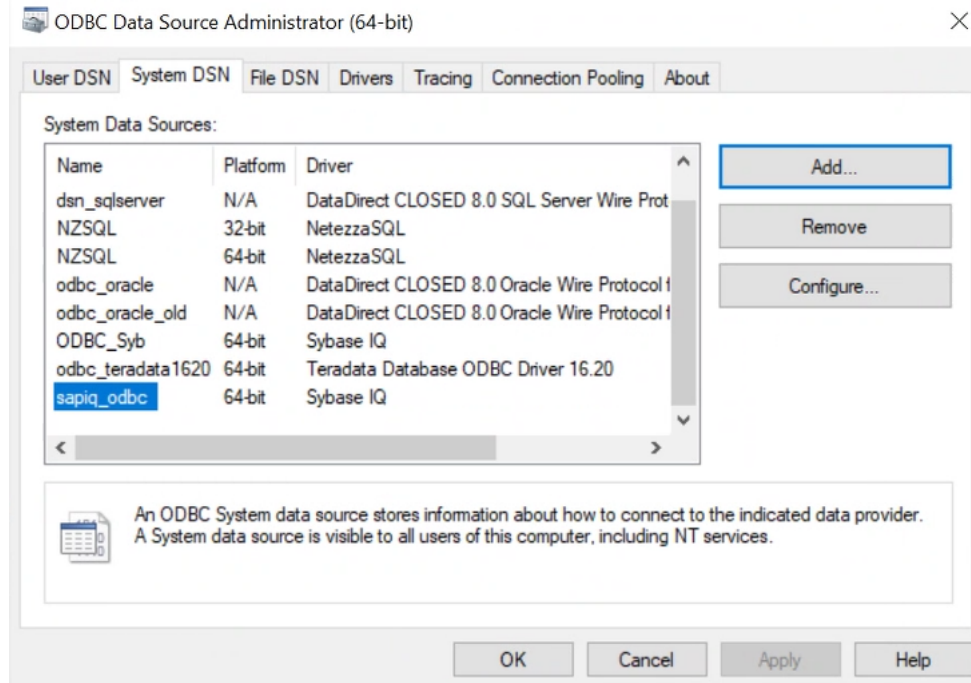 ODBC Data Source Administrator (64-bit)
User DSN System DSN File DSN Drivers Tracing Connection Pooling About
System Data Sources:
Name Platform Driver
dsn_sqlserver N/A DataDirect CLOSED 8.0 SQL Server Wire Prot
NZSQL 32-bit NetezzaSQL
NZSQL 64-bit NetezzaSQL
odbc_oracle N/A DataDirect CLOSED 8.0 Oracle Wire Protocol f
odbc_oracle_old N/A DataDirect CLOSED 8.0 Oracle Wire Protocol f
ODBC_Syb 64-bit Sybase IQ
odbc_teradata1620 64-bit Teradata Database ODBC Driver 16.20
sapiq_odbc 64-bit Sybase IQ
Add...
Remove
Configure...
An ODBC System data source stores information about how to connect to the indicated data provider.
A System data source is visible to all users of this computer, including NT services.
OK Cancel Apply Help